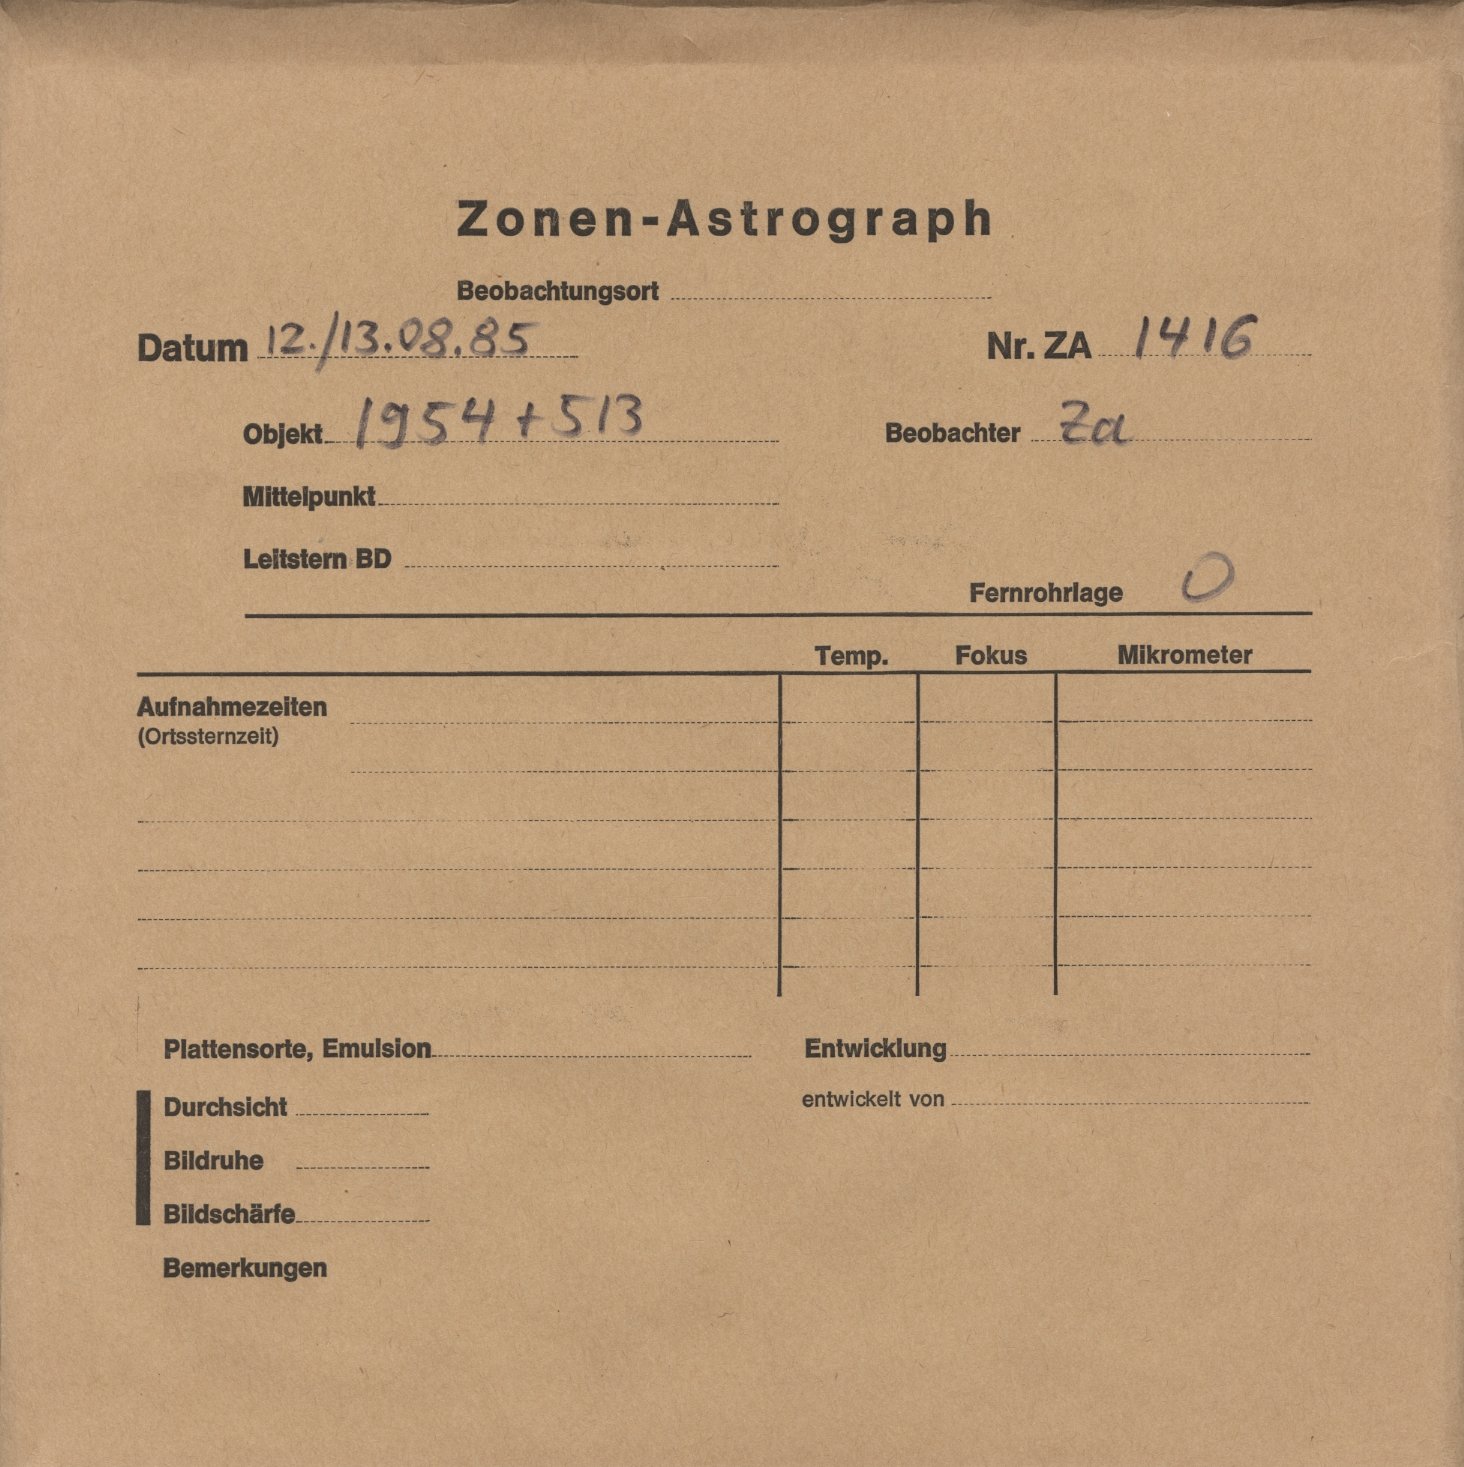 Zonen-Astrograph
Beobachtungsort
Datum 12./13.08.85 Nr. ZA 1416
Objekt 1954+513 Beobachter Za
Mittelpunkt
Leitstern BD
Fernrohrlage O
Temp. Fokus Mikrometer
Aufnahmezeiten
(Ortssternzeit)
Plattensorte, Emulsion Entwicklung
Durchsicht entwickelt von
Bildruhe
Bildschärfe
Bemerkungen